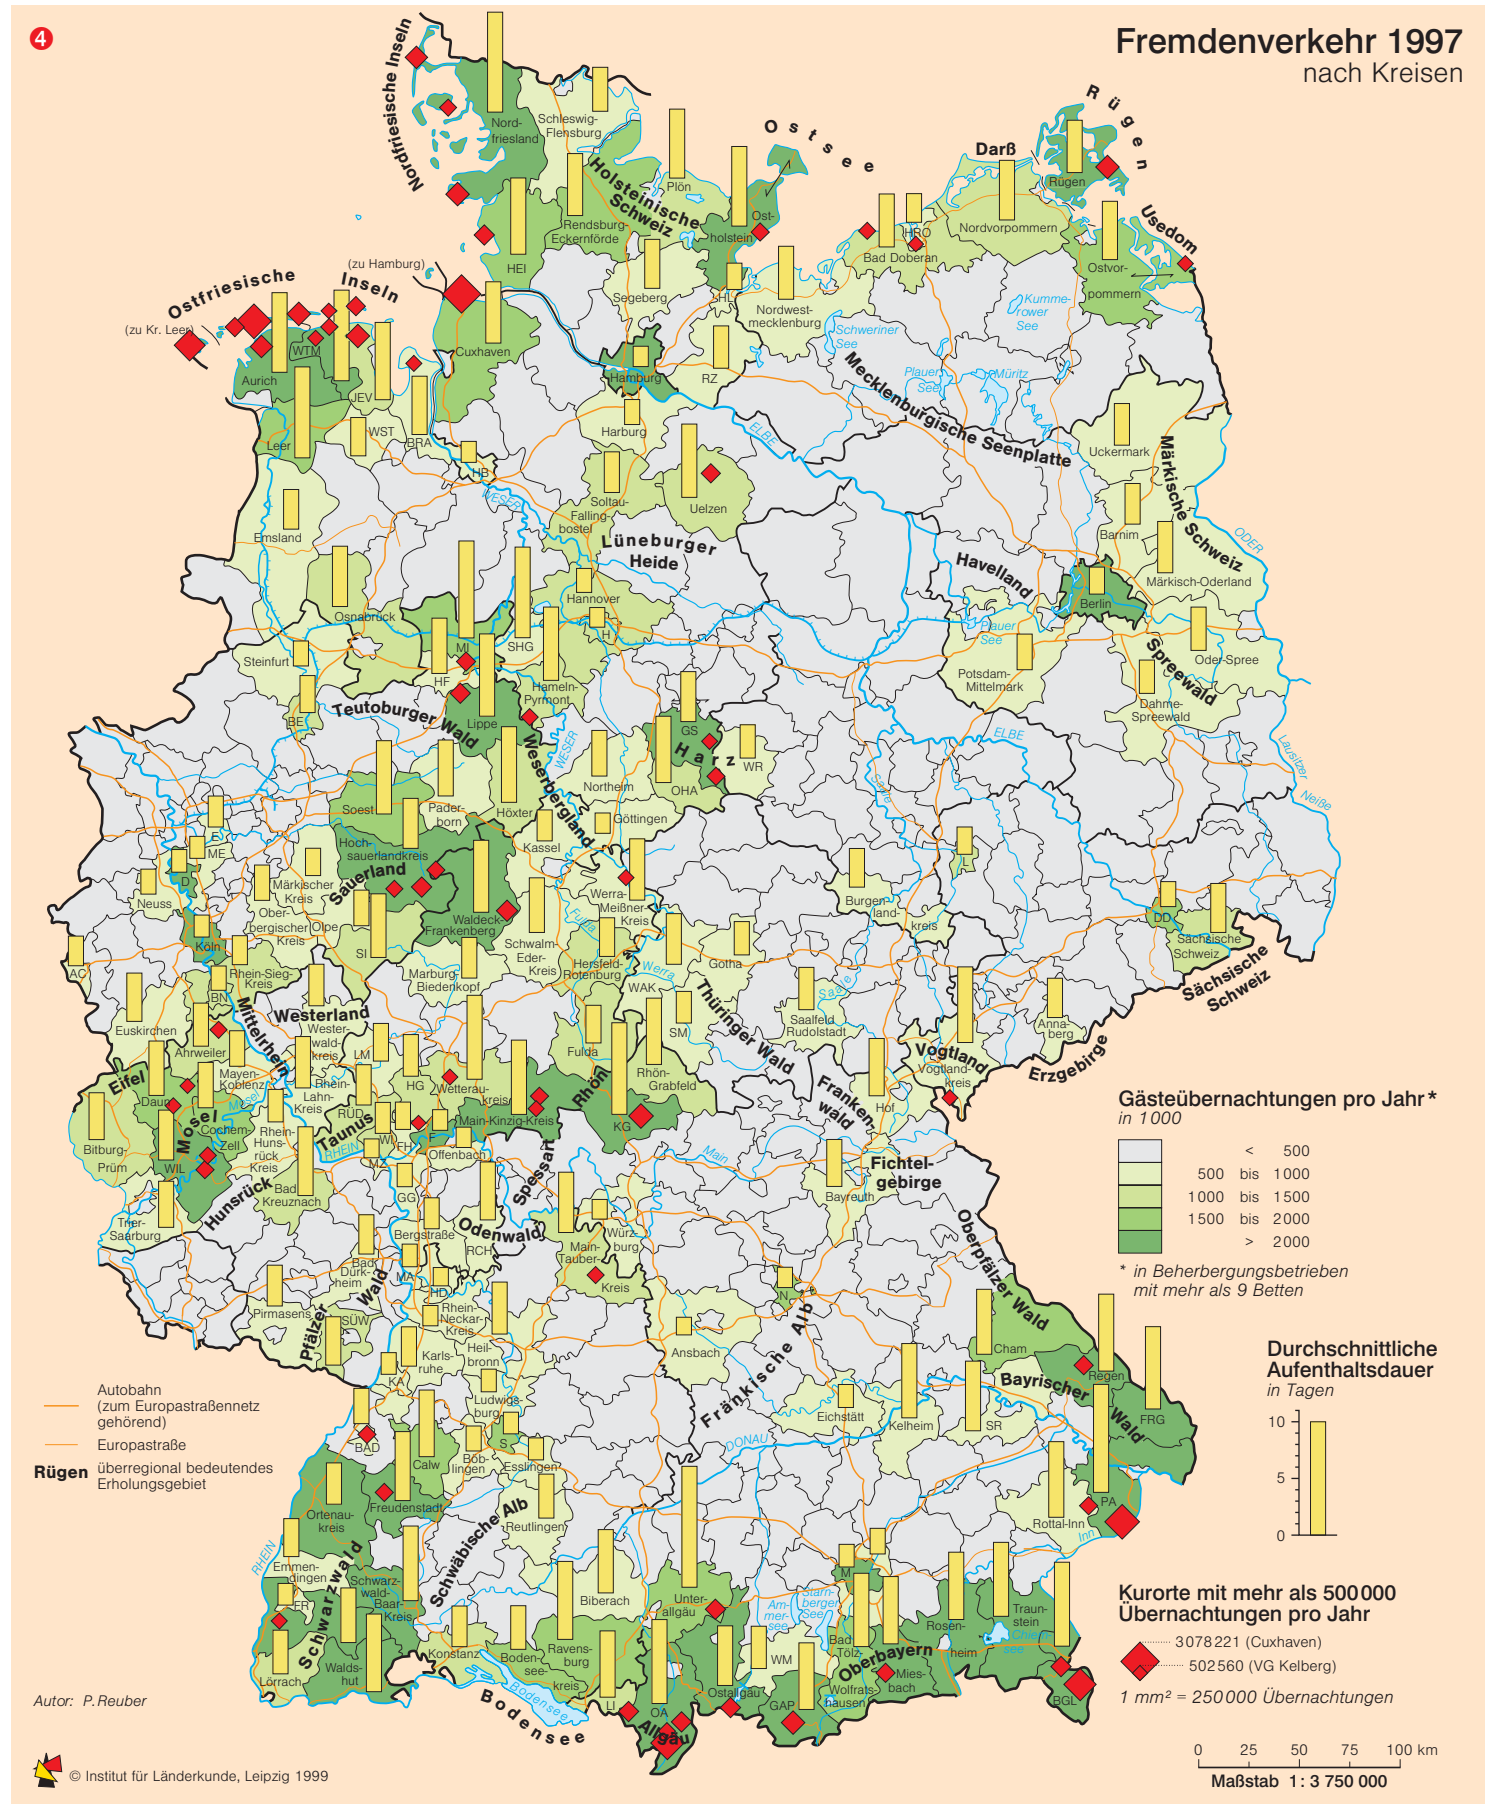 4
Fremdenverkehr 1997
nach Kreisen
Nordfriesische Inseln
Nord-
friesland
Schleswig-
Flensburg
Ostsee
Rügen
Darß
Rügen
Plön
Holsteinische
Schweiz
Rendsburg-
Eckernförde
Ost-
holstein
HRO
Bad Doberan
Nordvorpommern
Usedom
HEI
(zu Hamburg)
Segeberg
HL
Nordwest-
mecklenburg
Ostvor-
pommern
Ostfriesische
Inseln
(zu Kr. Leer)
WTM
Aurich
JEV
Cuxhaven
Hamburg
RZ
Schweriner
See
Kumme-
rower
See
Plauer
See
Müritz
Mecklenburgische Seenplatte
Leer
WST
BRA
HB
Harburg
ELBE
Uckermark
Märkische Schweiz
WESER
Soltau-
Falling-
bostel
Uelzen
Emsland
Lüneburger
Heide
Barnim
ODER
Havelland
Märkisch-Oderland
Berlin
Osnabrück
Hannover
H
MI
SHG
HF
Steinfurt
Plauer
See
Oder-Spree
Potsdam-
Mittelmark
Spreewald
Dahme-
Spreewald
BE
Hameln-
Pyrmont
Teutoburger Wald
Lippe
GS
Harz
WR
OHA
WESER
Weserbergland
ELBE
Saale
Lausitzer
Neiße
Northeim
Soest
Pader-
born
Höxter
Göttingen
Kassel
E
ME
D
Hoch-
sauerlandkreis
Sauerland
Neuss
Märkischer
Kreis
Ober-
bergischer
Kreis
Olpe
Waldeck-
Frankenberg
Werra-
Meißner-
Kreis
L
Burgen-
land-
kreis
DD
Sächsische
Schweiz
Sächsische
Schweiz
Köln
SI
AC
Fulda
Schwalm-
Eder-
Kreis
Hersfeld-
Rotenburg
Werra
Gotha
Marburg-
Biedenkopf
Rhein-Sieg-
Kreis
BN
WAK
Saale
Euskirchen
Westerland
Wester-
wald-
kreis
Mittelrhein
SM
Thüringer Wald
Saalfeld
Rudolstadt
Anna-
berg
Erzgebirge
Ahrweiler
LM
Fulda
Vogtland
Vogtland-
kreis
Eifel
Mayen-
Koblenz
Rhein-
Lahn-
Kreis
HG
Wetterau-
kreis
Rhön
Rhön-
Grabfeld
Franken-
wald
Hof
Daun
Mosel
Mosel
Cochem-
Zell
RÜD
Taunus
WI
FH
F
Main-Kinzig-Kreis
KG
Bitburg-
Prüm
WIL
Rhein-
Huns-
rück
Kreis
RHEIN
MZ
Offenbach
Spessart
Main
Fichtel-
gebirge
Bayreuth
GG
Hunsrück
Bad
Kreuznach
Trier-
Saarburg
Bergstraße
Odenwald
RCH
Main-
Tauber-
Kreis
Würz-
burg
Bad
Dürk-
heim
MA
HD
N
Oberpfälzer Wald
Pirmasens
Pfälzer
Wald
SÜW
Rhein-
Neckar-
Kreis
Heil-
bronn
Karls-
ruhe
KA
Ansbach
Fränkische Alb
Cham
Bayrischer
Wald
Regen
FRG
Ludwigs-
burg
Eichstätt
Kelheim
SR
BAD
S
Calw
Böb-
lingen
Esslingen
DONAU
Ortenau-
kreis
Freudenstadt
Schwäbische Alb
Reutlingen
Rottal-Inn
PA
Inn
RHEIN
Emmen-
dingen
FR
Schwarzwald
Schwarz-
wald-
Baar-
Kreis
Biberach
Unter-
allgäu
M
Am-
mer-
see
Starn-
berger
See
Traun-
stein
Chiem-
see
Rosen-
heim
Lörrach
Walds-
hut
Konstanz
Boden-
see-
kreis
Ravens-
burg
Bad
Tölz-
Wolfrats-
hausen
Oberbayern
WM
Mies-
bach
BGL
Bodensee
Bodensee
LI
OA
Allgäu
Ostallgäu
GAP
Gästeübernachtungen pro Jahr*
in 1000
< 500
500 bis 1000
1000 bis 1500
1500 bis 2000
> 2000
* in Beherbergungsbetrieben
mit mehr als 9 Betten
Durchschnittliche
Aufenthaltsdauer
in Tagen
10
5
0
Kurorte mit mehr als 500000
Übernachtungen pro Jahr
3078221 (Cuxhaven)
502560 (VG Kelberg)
1 mm² = 250000 Übernachtungen
0 25 50 75 100 km
Maßstab 1 : 3 750 000
Autobahn
(zum Europastraßennetz
gehörend)
Europastraße
Rügen überregional bedeutendes
Erholungsgebiet
Autor: P.Reuber
© Institut für Länderkunde, Leipzig 1999